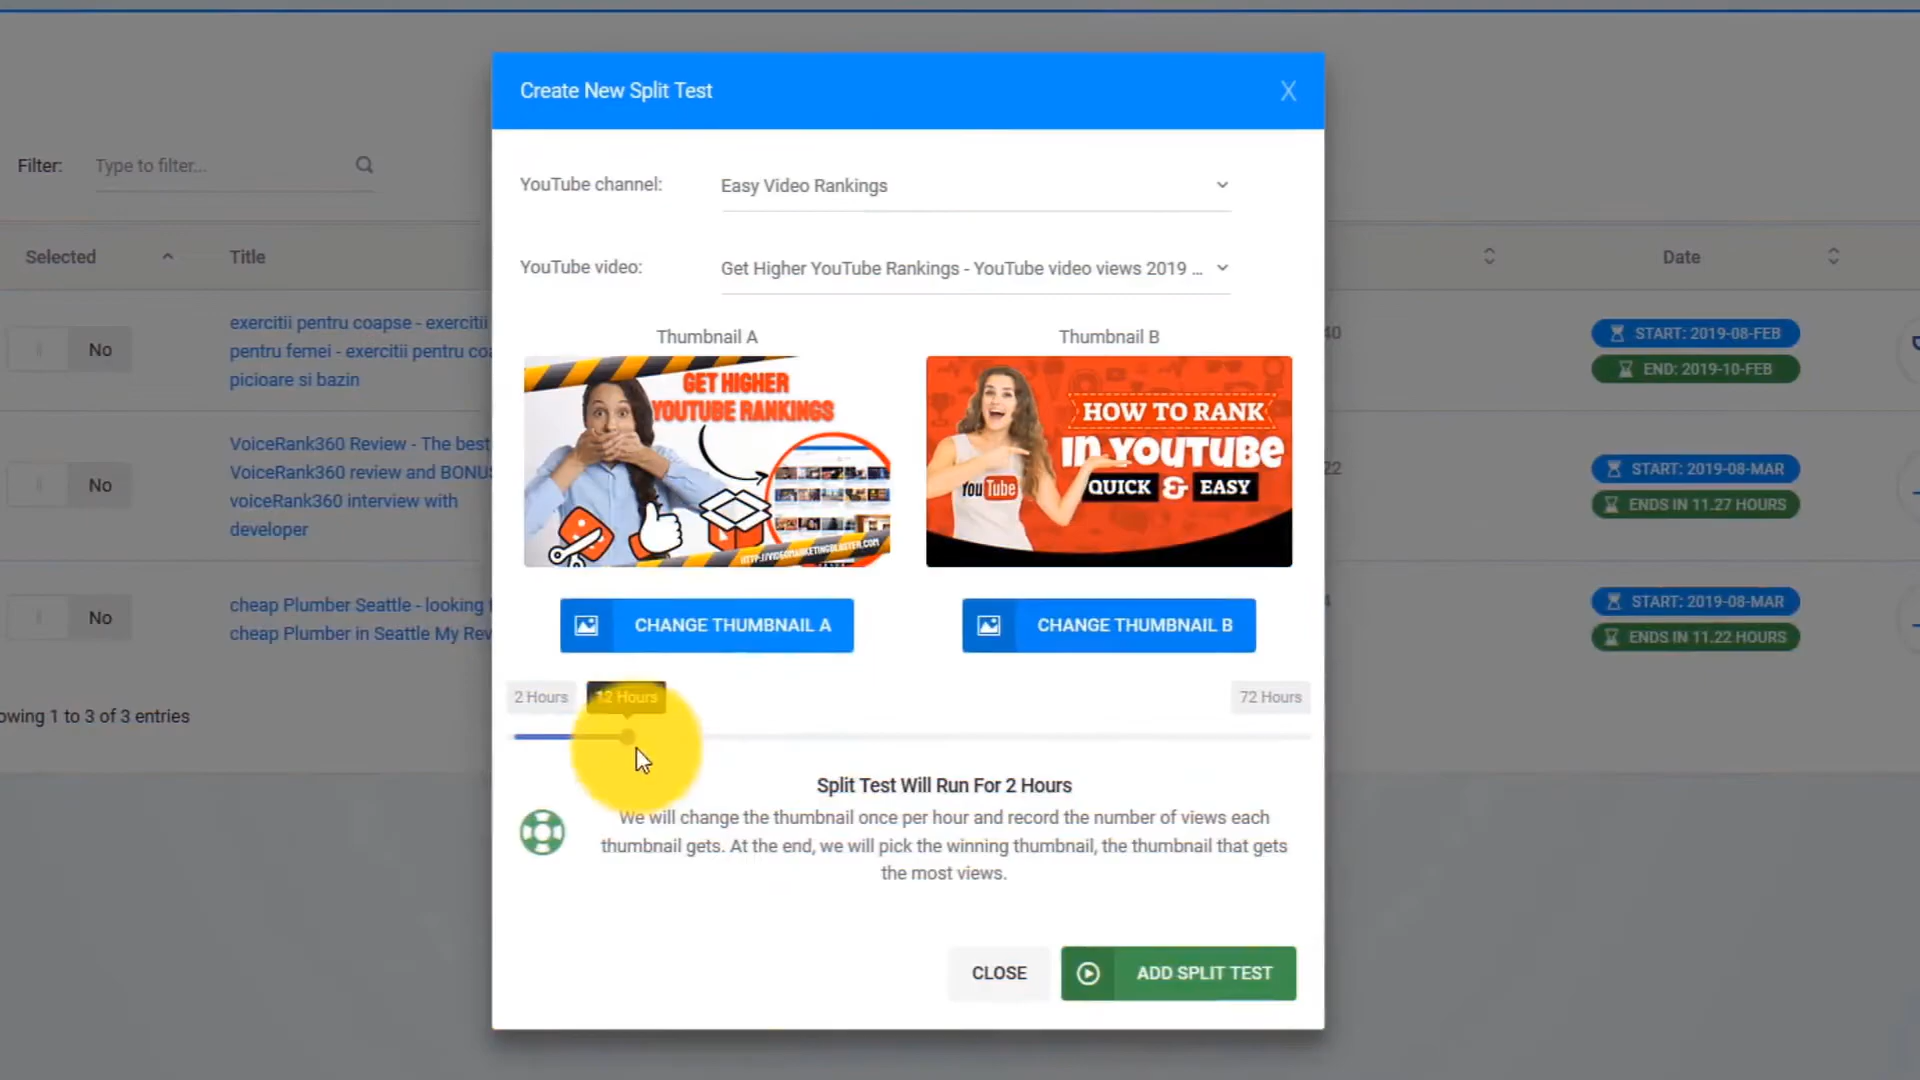 Create New Split Test
X
Filter:
Type to filter...
YouTube channel:
Easy Video Rankings
YouTube video:
Get Higher YouTube Rankings - YouTube video views 2019 ...
Selected
Title
Date
No
exercitii pentru coapse - exercitii
pentru femei - exercitii pentru coa
picioare si bazin
40
START: 2019-08-FEB
END: 2019-10-FEB
No
VoiceRank360 Review - The best
VoiceRank360 review and BONUS
voiceRank360 interview with
developer
22
START: 2019-08-MAR
ENDS IN 11.27 HOURS
No
cheap Plumber Seattle - looking f
cheap Plumber in Seattle My Rev
START: 2019-08-MAR
ENDS IN 11.22 HOURS
owing 1 to 3 of 3 entries
Thumbnail A
Thumbnail B
GET HIGHER
YOUTUBE RANKINGS
HTTP://VIDEOMARKETINGBLASTER.COM
HOW TO RANK
IN YOUTUBE
QUICK & EASY
YouTube
CHANGE THUMBNAIL A
CHANGE THUMBNAIL B
2 Hours
12 Hours
72 Hours
Split Test Will Run For 2 Hours
We will change the thumbnail once per hour and record the number of views each
thumbnail gets. At the end, we will pick the winning thumbnail, the thumbnail that gets
the most views.
CLOSE
ADD SPLIT TEST